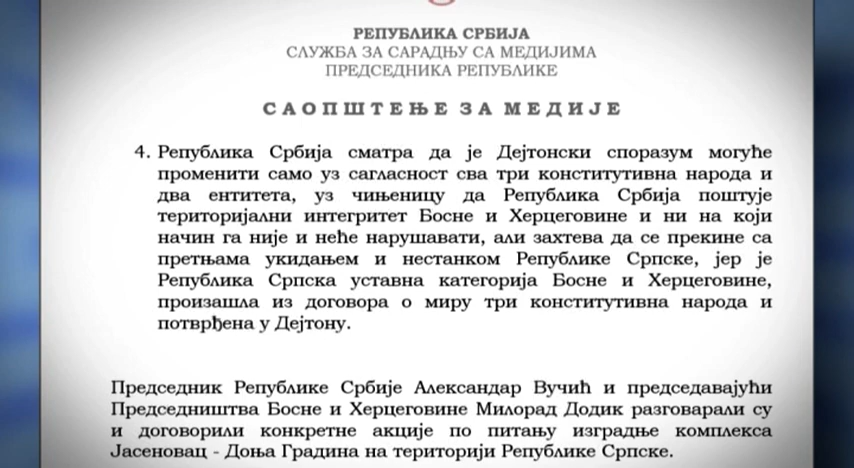 РЕПУБЛИКА СРБИЈА
СЛУЖБА ЗА САРАДЊУ СА МЕДИЈИМА
ПРЕДСЕДНИКА РЕПУБЛИКЕ
САОПШТЕЊЕ ЗА МЕДИЈЕ
4. Република Србија сматра да је Дејтонски споразум могуће
променити само уз сагласност сва три конститутивна народа и
два ентитета, уз чињеницу да Република Србија поштује
територијални интегритет Босне и Херцеговине и ни на који
начин га није и неће нарушавати, али захтева да се прекине са
претњама укидањем и нестанком Републике Српске, јер је
Република Српска уставна категорија Босне и Херцеговине,
произашла из договора о миру три конститутивна народа и
потврђена у Дејтону.
Председник Републике Србије Александар Вучић и председавајући
Председништва Босне и Херцеговине Милорад Додик разговарали су
и договорили конкретне акције по питању изградње комплекса
Јасеновац - Доња Градина на територији Републике Српске.